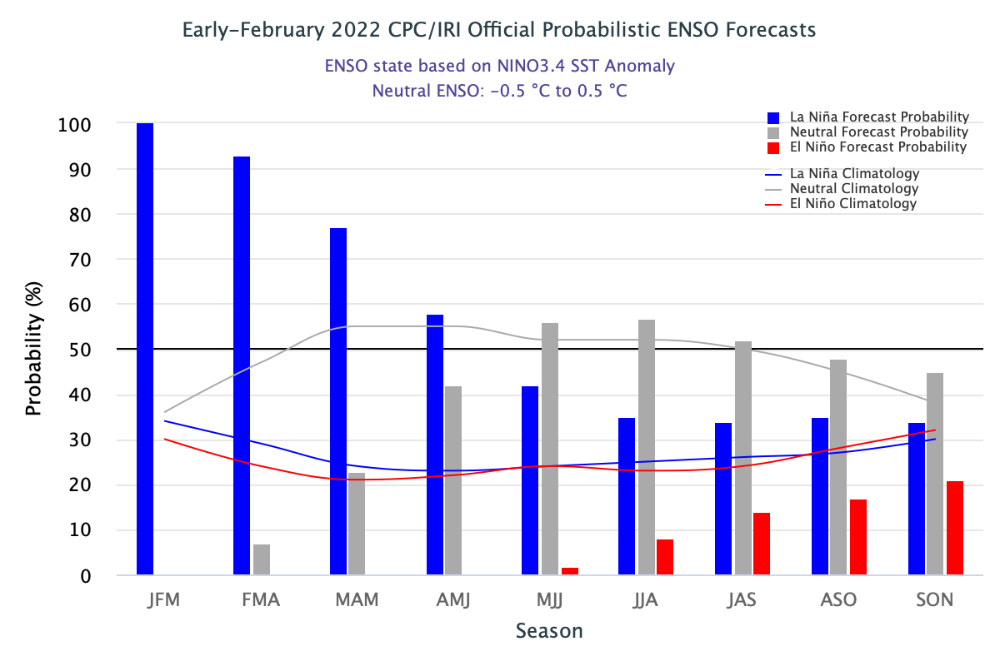 Early-February 2022 CPC/IRI Official Probabilistic ENSO Forecasts
ENSO state based on NINO3.4 SST Anomaly
Neutral ENSO: -0.5 °C to 0.5 °C
La Niña Forecast Probability
Neutral Forecast Probability
El Niño Forecast Probability
La Niña Climatology
Neutral Climatology
El Niño Climatology
Probability (%)
100
90
80
70
60
50
40
30
20
10
0
JFM FMA MAM AMJ MJJ JJA JAS ASO SON
Season